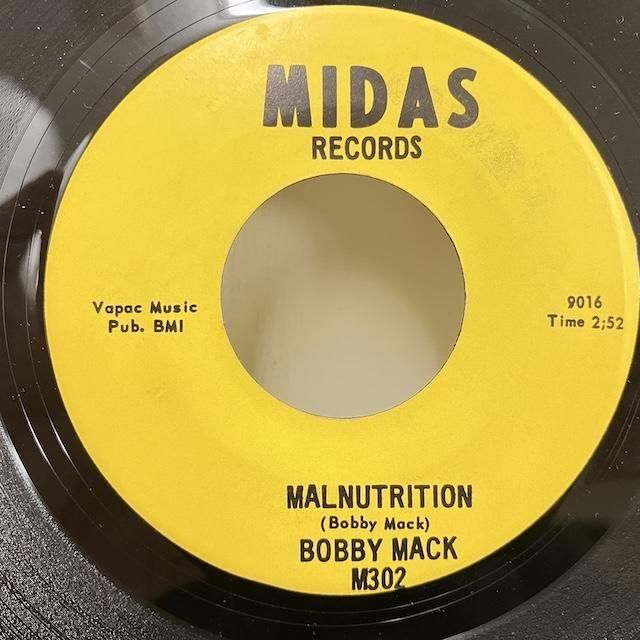 MIDAS
RECORDS
Vapac Music
Pub. BMI
9016
Time 2;52
MALNUTRITION
(Bobby Mack)
BOBBY MACK
M302